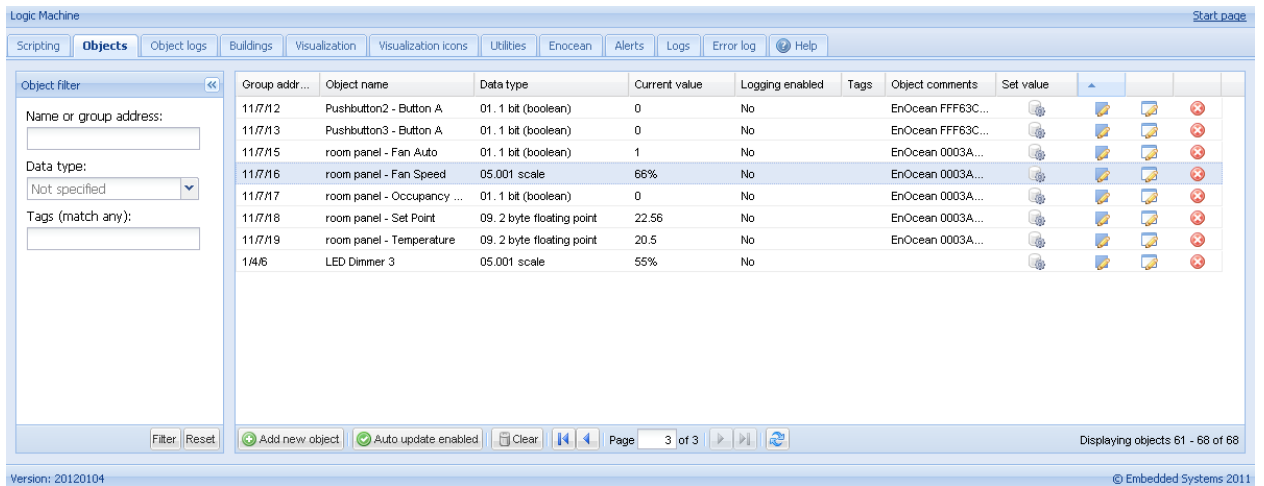 Logic Machine Start page
Scripting Objects Object logs Buildings Visualization Visualization icons Utilities Enocean Alerts Logs Error log Help
Object filter
Name or group address:
Data type:
Not specified
Tags (match any):
Filter Reset
Group addr... Object name Data type Current value Logging enabled Tags Object comments Set value
11/7/12 Pushbutton2 - Button A 01. 1 bit (boolean) 0 No EnOcean FFF63C...
11/7/13 Pushbutton3 - Button A 01. 1 bit (boolean) 0 No EnOcean FFF63C...
11/7/15 room panel - Fan Auto 01. 1 bit (boolean) 1 No EnOcean 0003A...
11/7/16 room panel - Fan Speed 05.001 scale 66% No EnOcean 0003A...
11/7/17 room panel - Occupancy ... 01. 1 bit (boolean) 0 No EnOcean 0003A...
11/7/18 room panel - Set Point 09. 2 byte floating point 22.56 No EnOcean 0003A...
11/7/19 room panel - Temperature 09. 2 byte floating point 20.5 No EnOcean 0003A...
1/4/6 LED Dimmer 3 05.001 scale 55% No
Add new object Auto update enabled Clear Page 3 of 3 Displaying objects 61 - 68 of 68
Version: 20120104 © Embedded Systems 2011